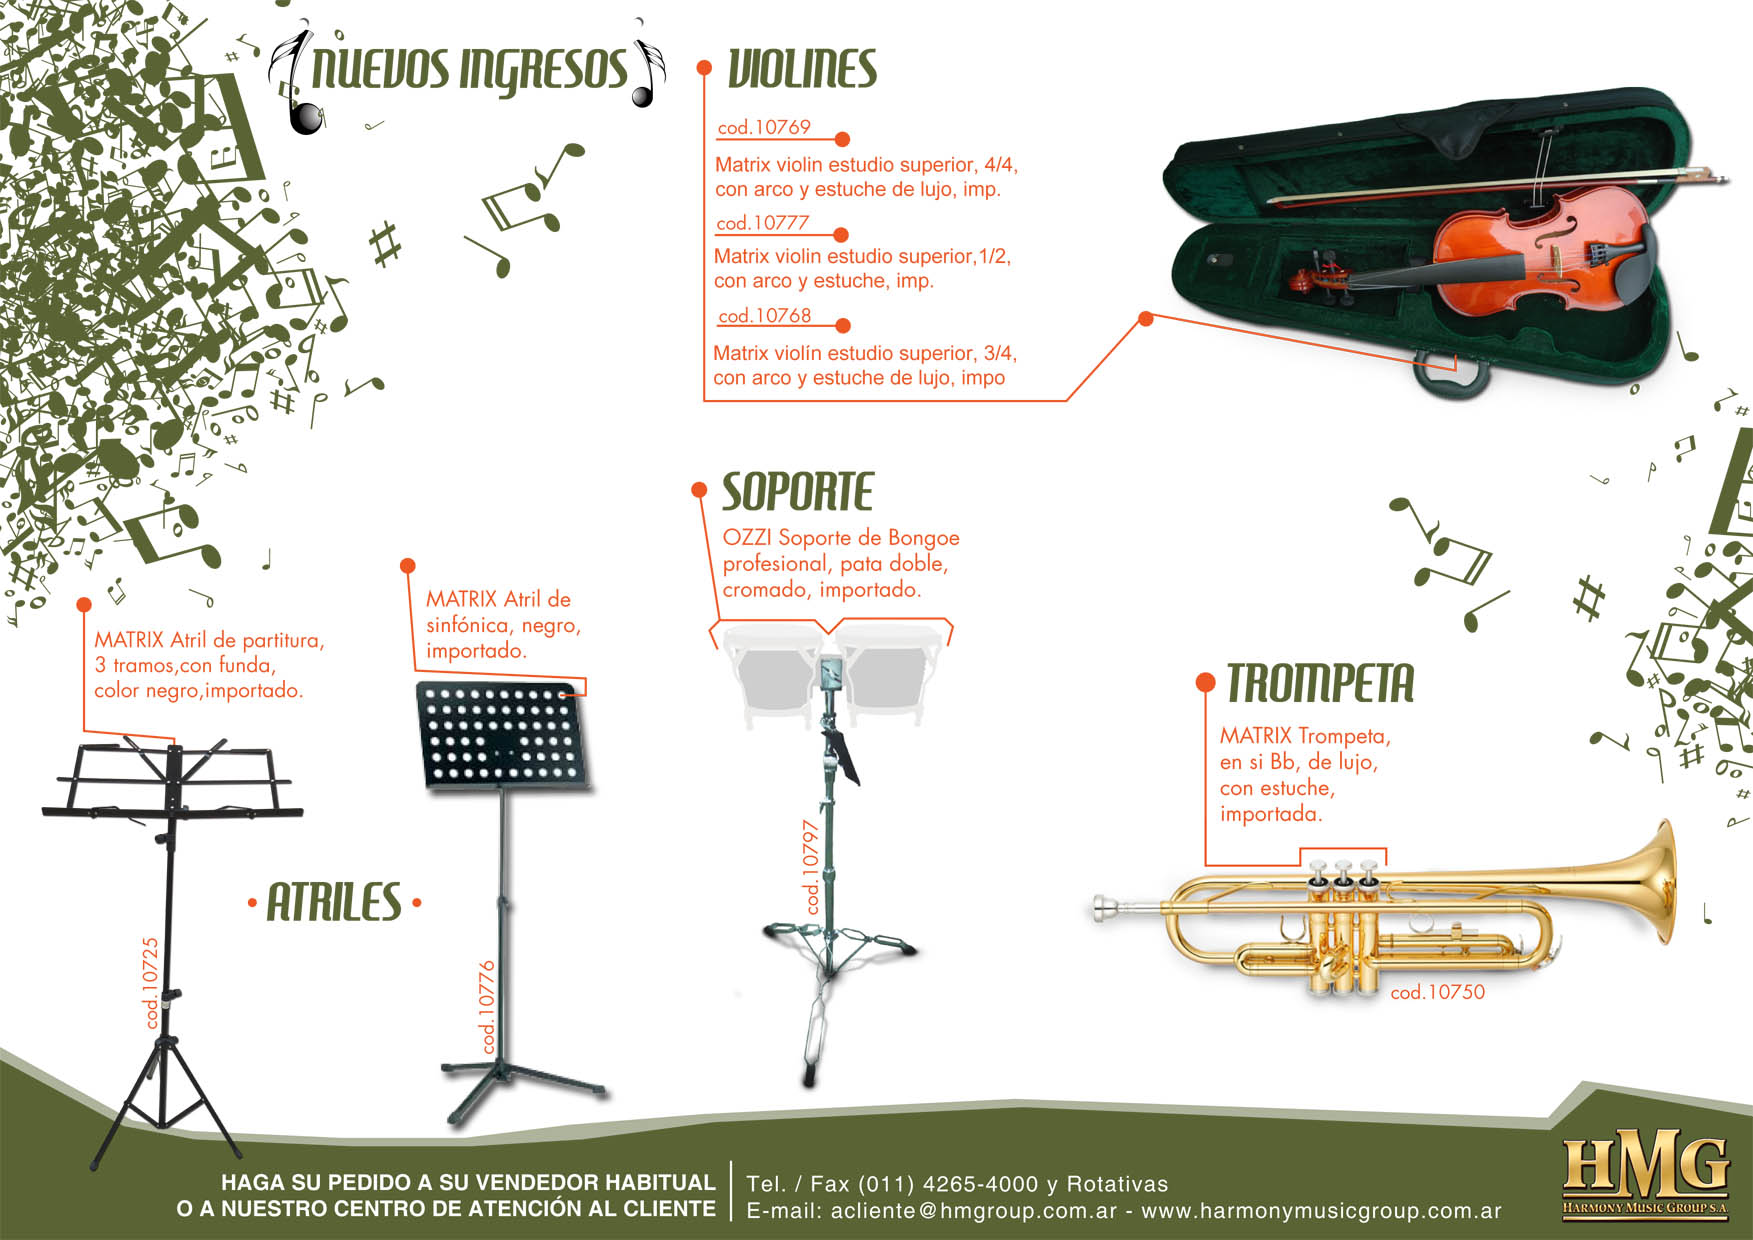 NUEVOS INGRESOS
VIOLINES
cod.10769
Matrix violin estudio superior, 4/4,
con arco y estuche de lujo, imp.
cod.10777
Matrix violin estudio superior,1/2,
con arco y estuche, imp.
cod.10768
Matrix violín estudio superior, 3/4,
con arco y estuche de lujo, impo
SOPORTE
OZZI Soporte de Bongoe
profesional, pata doble,
cromado, importado.
cod.10797
MATRIX Atril de
sinfónica, negro,
importado.
cod.10776
MATRIX Atril de partitura,
3 tramos,con funda,
color negro,importado.
cod.10725
ATRILES
TROMPETA
MATRIX Trompeta,
en si Bb, de lujo,
con estuche,
importada.
cod.10750
HAGA SU PEDIDO A SU VENDEDOR HABITUAL
O A NUESTRO CENTRO DE ATENCIÓN AL CLIENTE
Tel. / Fax (011) 4265-4000 y Rotativas
E-mail: acliente@hmgroup.com.ar - www.harmonymusicgroup.com.ar
HMG
HARMONY MUSIC GROUP S.A.